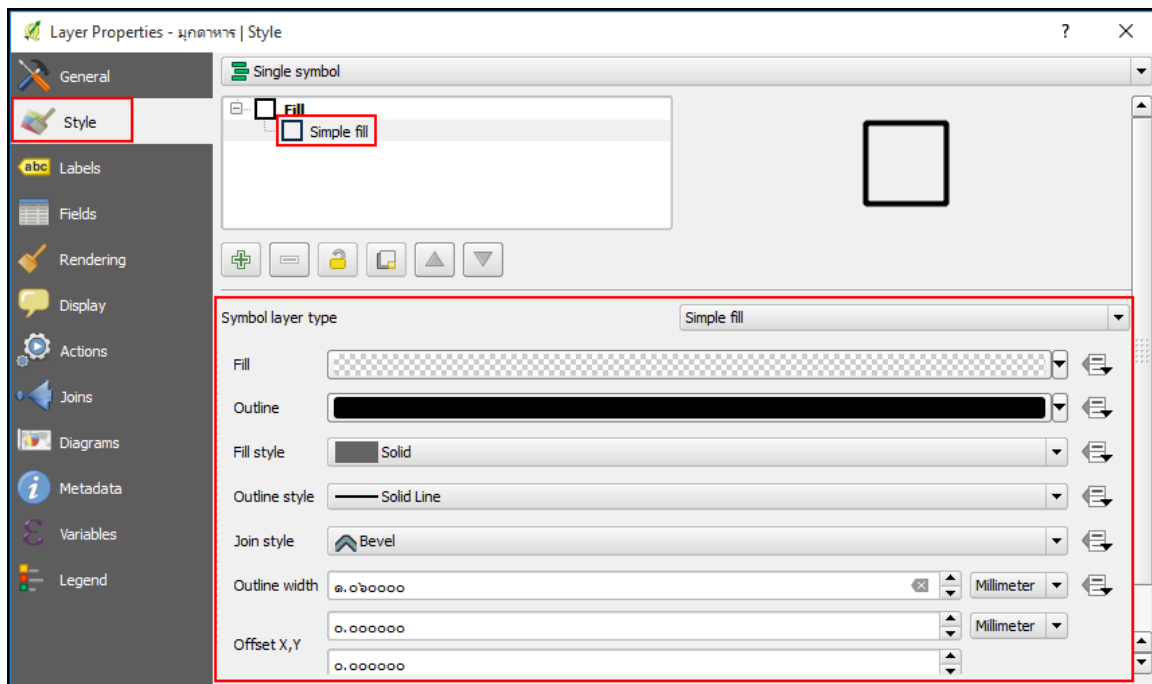 Layer Properties - มุกดาหาร | Style
?
General
Style
abc Labels
Fields
Rendering
Display
Actions
Joins
Diagrams
Metadata
Variables
Legend
Single symbol
Fill
Simple fill
Symbol layer type Simple fill
Fill
Outline
Fill style Solid
Outline style Solid Line
Join style Bevel
Outline width ๑.๐๖๐๐๐๐ Millimeter
Offset X,Y ๐.๐๐๐๐๐๐ Millimeter
๐.๐๐๐๐๐๐